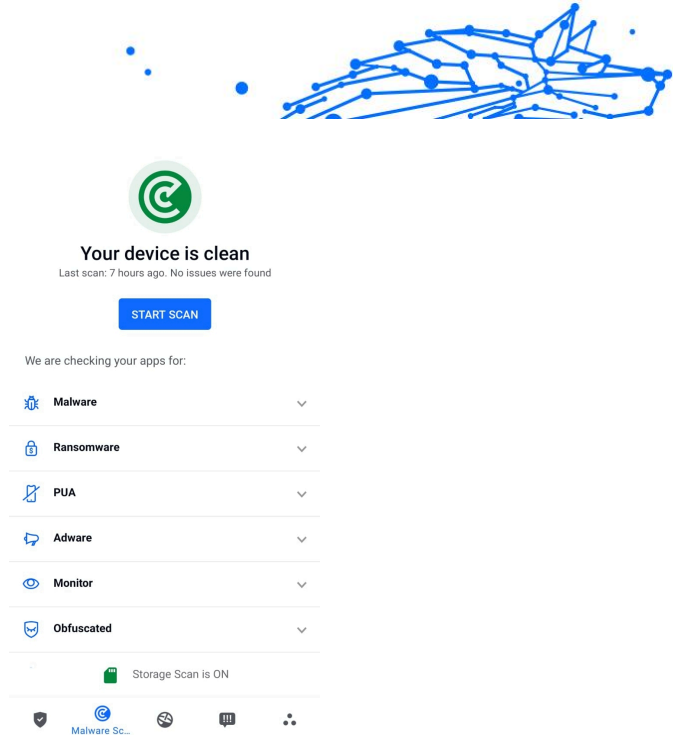 Your device is clean
Last scan: 7 hours ago. No issues were found
START SCAN
We are checking your apps for:
Malware
Ransomware
PUA
Adware
Monitor
Obfuscated
Storage Scan is ON
Malware Sc...